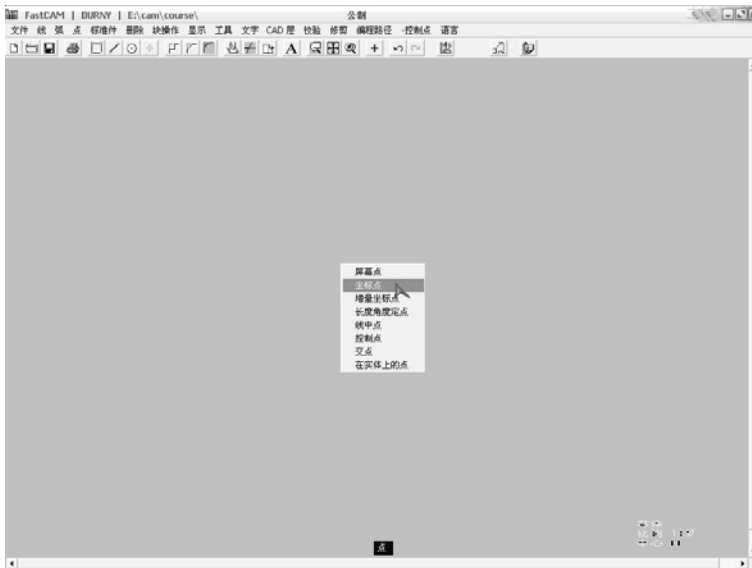 FastCAM | BURNY | E:\cam\course\ 公制
文件 线 弧 点 标准件 删除 块操作 显示 工具 文字 CAD层 校验 修剪 编程路径 -控制点 语言
A
屏幕点
坐标点
增量坐标点
长度角度定点
线中点
控制点
交点
在实体上的点
点